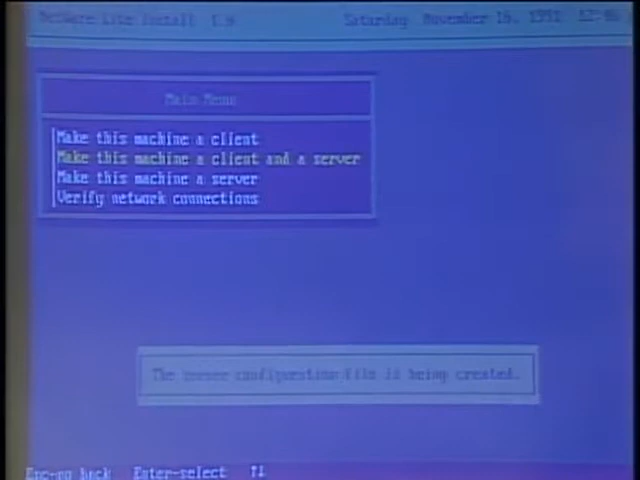 NetWare Lite Install 1.0 Saturday November 16, 1991
Main Menu
Make this machine a client
Make this machine a client and a server
Make this machine a server
Verify network connections
The server configuration file is being created.
Esc-go back Enter-select ↑↓